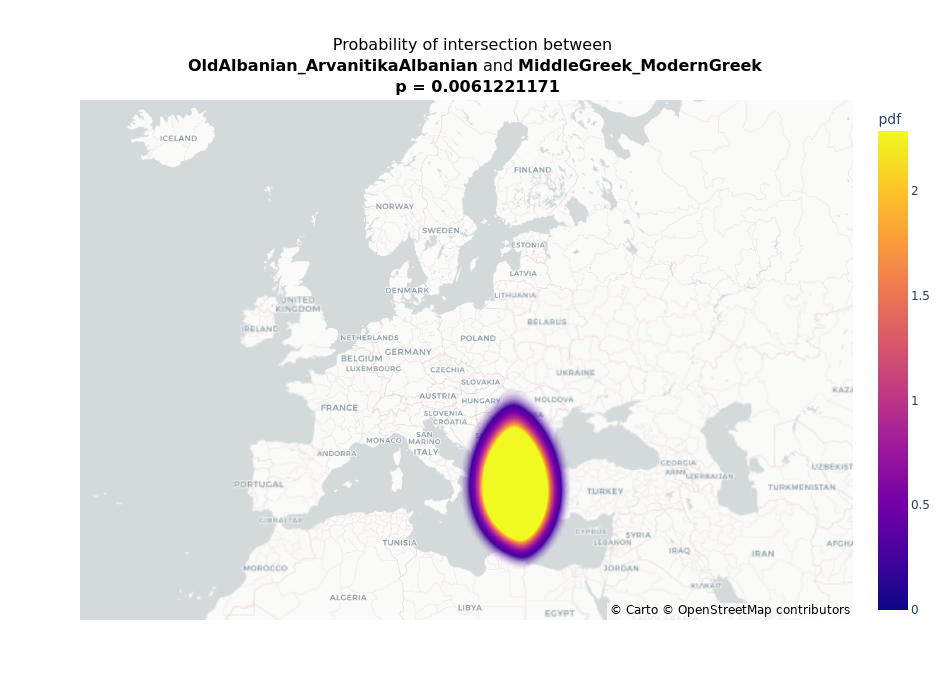 Probability of intersection between
OldAlbanian_ArvanitikaAlbanian and MiddleGreek_ModernGreek
p = 0.0061221171
pdf
ICELAND
FINLAND
NORWAY
SWEDEN
ESTONIA
LATVIA
DENMARK
LITHUANIA
UNITED
KINGDOM
IRELAND
BELARUS
NETHERLANDS
POLAND
GERMANY
BELGIUM
LUXEMBOURG
CZECHIA
UKRAINE
SLOVAKIA
AUSTRIA
HUNGARY
MOLDOVA
KAZA
FRANCE
SLOVENIA
CROATIA
SAN
MARINO
MONACO
ITALY
ANDORRA
GEORGIA
UZBEKIST
PORTUGAL
TURKEY
TURKMENISTAN
GIBRALTAR
CYPRUS
SYRIA
LEBANON
TUNISIA
AFGHA
IRAQ
IRAN
MOROCCO
JORDAN
KUWAIT
ALGERIA
LIBYA
EGYPT
© Carto © OpenStreetMap contributors
2
1.5
1
0.5
0